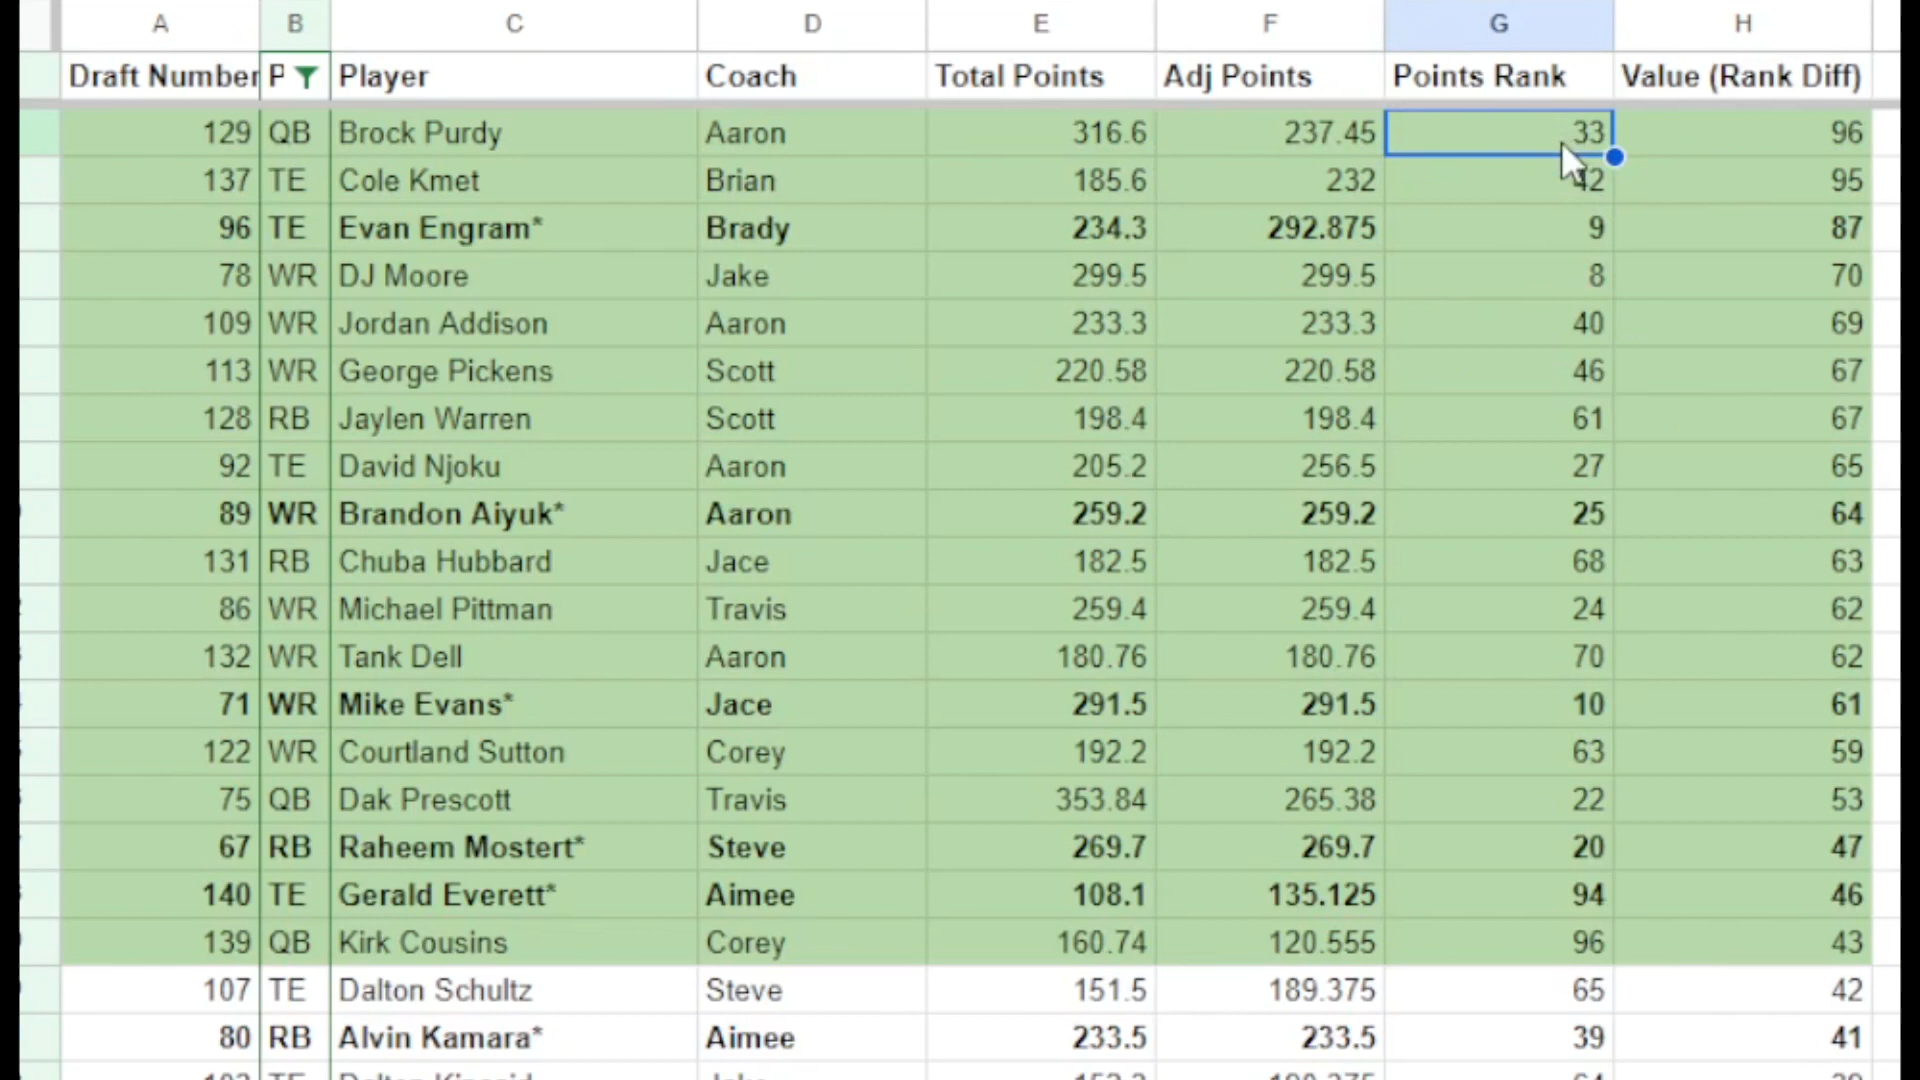 A B C D E F G H
Draft Number P Player Coach Total Points Adj Points Points Rank Value (Rank Diff)
129 QB Brock Purdy Aaron 316.6 237.45 33 96
137 TE Cole Kmet Brian 185.6 232 42 95
96 TE Evan Engram* Brady 234.3 292.875 9 87
78 WR DJ Moore Jake 299.5 299.5 8 70
109 WR Jordan Addison Aaron 233.3 233.3 40 69
113 WR George Pickens Scott 220.58 220.58 46 67
128 RB Jaylen Warren Scott 198.4 198.4 61 67
92 TE David Njoku Aaron 205.2 256.5 27 65
89 WR Brandon Aiyuk* Aaron 259.2 259.2 25 64
131 RB Chuba Hubbard Jace 182.5 182.5 68 63
86 WR Michael Pittman Travis 259.4 259.4 24 62
132 WR Tank Dell Aaron 180.76 180.76 70 62
71 WR Mike Evans* Jace 291.5 291.5 10 61
122 WR Courtland Sutton Corey 192.2 192.2 63 59
75 QB Dak Prescott Travis 353.84 265.38 22 53
67 RB Raheem Mostert* Steve 269.7 269.7 20 47
140 TE Gerald Everett* Aimee 108.1 135.125 94 46
139 QB Kirk Cousins Corey 160.74 120.555 96 43
107 TE Dalton Schultz Steve 151.5 189.375 65 42
80 RB Alvin Kamara* Aimee 233.5 233.5 39 41